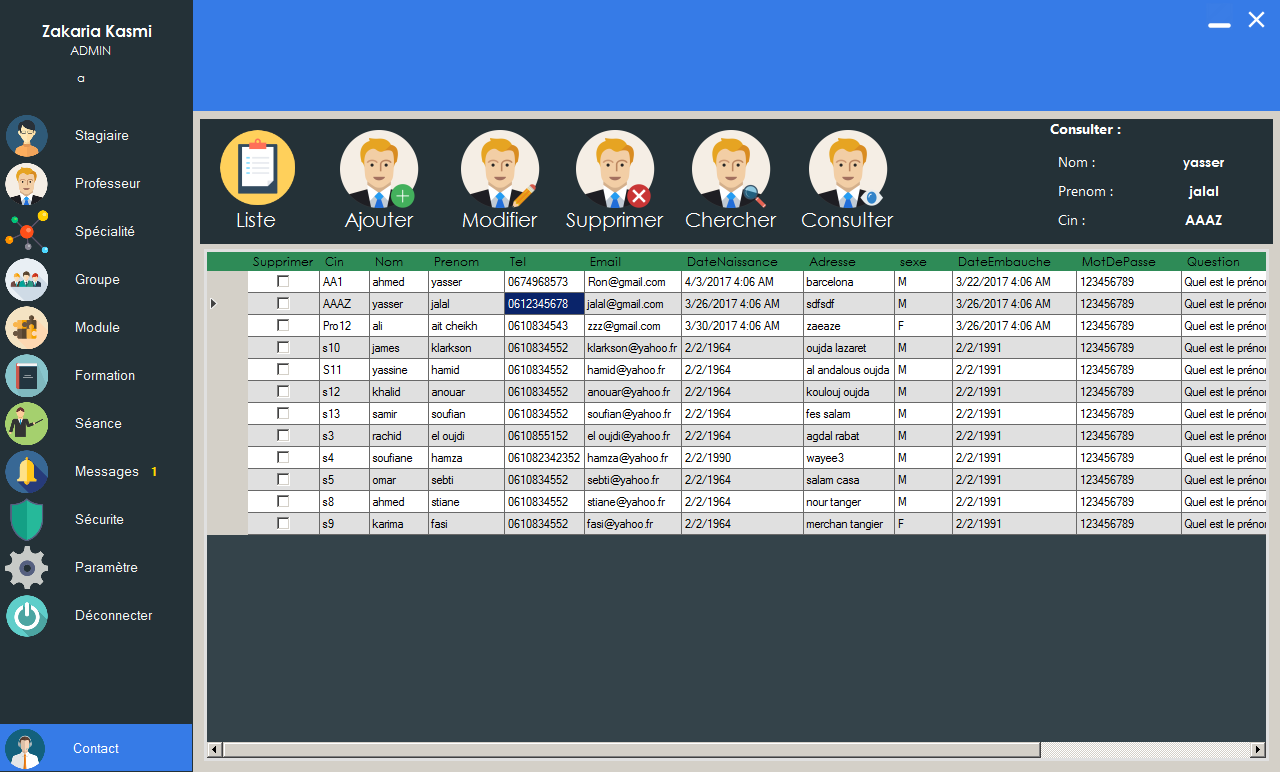 Zakaria Kasmi
ADMIN
a
Stagiaire
Professeur
Spécialité
Groupe
Module
Formation
Séance
Messages 1
Sécurite
Paramètre
Déconnecter
Contact
Liste Ajouter Modifier Supprimer Chercher Consulter
Consulter :
Nom : yasser
Prenom : jalal
Cin : AAAZ
Supprimer Cin Nom Prenom Tel Email DateNaissance Adresse sexe DateEmbauche MotDePasse Question
AA1 ahmed yasser 0674968573 Ron@gmail.com 4/3/2017 4:06 AM barcelona M 3/22/2017 4:06 AM 123456789 Quel est le prénor
AAAZ yasser jalal 0612345678 jalal@gmail.com 3/26/2017 4:06 AM sdfsdf M 3/26/2017 4:06 AM 123456789 Quel est le prénor
Pro12 ali ait cheikh 0610834543 zzz@gmail.com 3/30/2017 4:06 AM zaeaze F 3/26/2017 4:06 AM 123456789 Quel est le prénor
s10 james klarkson 0610834552 klarkson@yahoo.fr 2/2/1964 oujda lazaret M 2/2/1991 123456789 Quel est le prénor
S11 yassine hamid 0610834552 hamid@yahoo.fr 2/2/1964 al andalous oujda M 2/2/1991 123456789 Quel est le prénor
s12 khalid anouar 0610834552 anouar@yahoo.fr 2/2/1964 koulouj oujda M 2/2/1991 123456789 Quel est le prénor
s13 samir soufian 0610834552 soufian@yahoo.fr 2/2/1964 fes salam M 2/2/1991 123456789 Quel est le prénor
s3 rachid el oujdi 0610855152 el oujdi@yahoo.fr 2/2/1964 agdal rabat M 2/2/1991 123456789 Quel est le prénor
s4 soufiane hamza 061082342352 hamza@yahoo.fr 2/2/1990 wayee3 M 2/2/1991 123456789 Quel est le prénor
s5 omar sebti 0610834552 sebti@yahoo.fr 2/2/1964 salam casa M 2/2/1991 123456789 Quel est le prénor
s8 ahmed stiane 0610834552 stiane@yahoo.fr 2/2/1964 nour tanger M 2/2/1991 123456789 Quel est le prénor
s9 karima fasi 0610834552 fasi@yahoo.fr 2/2/1964 merchan tangier F 2/2/1991 123456789 Quel est le prénor